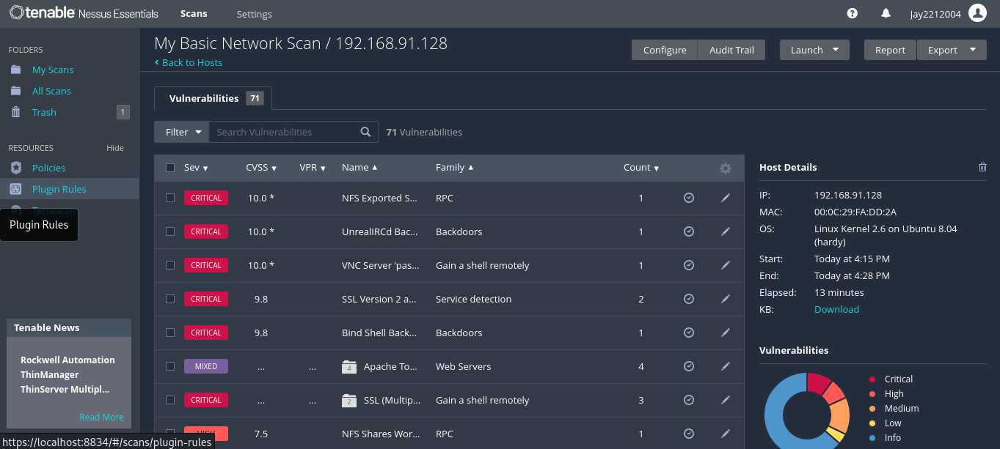 tenable Nessus Essentials
Scans
Settings
Jay2212004
FOLDERS
My Scans
All Scans
Trash
1
RESOURCES
Hide
Policies
Plugin Rules
Terrascan
Plugin Rules
Tenable News
Rockwell Automation
ThinManager
ThinServer Multipl...
Read More
https://localhost:8834/#/scans/plugin-rules
My Basic Network Scan / 192.168.91.128
Back to Hosts
Configure
Audit Trail
Launch
Report
Export
Vulnerabilities 71
Filter
Search Vulnerabilities
71 Vulnerabilities
Sev CVSS VPR Name Family Count
CRITICAL 10.0 * NFS Exported S... RPC 1
CRITICAL 10.0 * UnrealIRCd Bac... Backdoors 1
CRITICAL 10.0 * VNC Server 'pas... Gain a shell remotely 1
CRITICAL 9.8 SSL Version 2 a... Service detection 2
CRITICAL 9.8 Bind Shell Back... Backdoors 1
MIXED ... ... 4 Apache To... Web Servers 4
CRITICAL ... ... 2 SSL (Multip... Gain a shell remotely 3
HIGH 7.5 NFS Shares Wor... RPC 1
Host Details
IP: 192.168.91.128
MAC: 00:0C:29:FA:DD:2A
OS: Linux Kernel 2.6 on Ubuntu 8.04
(hardy)
Start: Today at 4:15 PM
End: Today at 4:28 PM
Elapsed: 13 minutes
KB: Download
Vulnerabilities
Critical
High
Medium
Low
Info